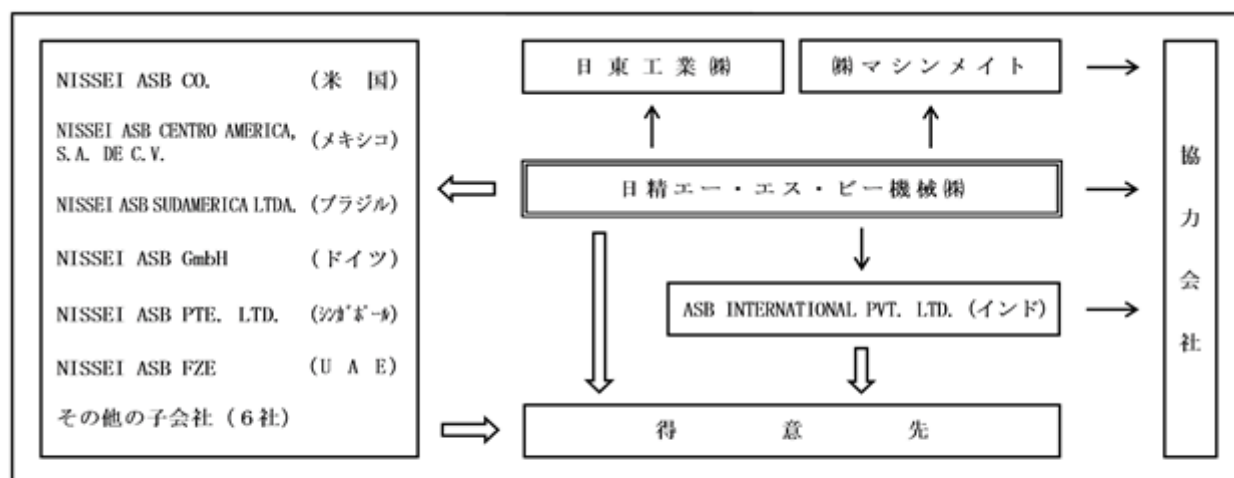 NISSEI ASB CO. (米国)
NISSEI ASB CENTRO AMERICA, S.A. DE C.V. (メキシコ)
NISSEI ASB SUDAMERICA LTDA. (ブラジル)
NISSEI ASB GmbH (ドイツ)
NISSEI ASB PTE. LTD. (ｼﾝｶﾞﾎﾟｰﾙ)
NISSEI ASB FZE (UAE)
その他の子会社(6社)
日東工業㈱
㈱マシンメイト
日精エー・エス・ビー機械㈱
ASB INTERNATIONAL PVT. LTD. (インド)
得意先
協力会社